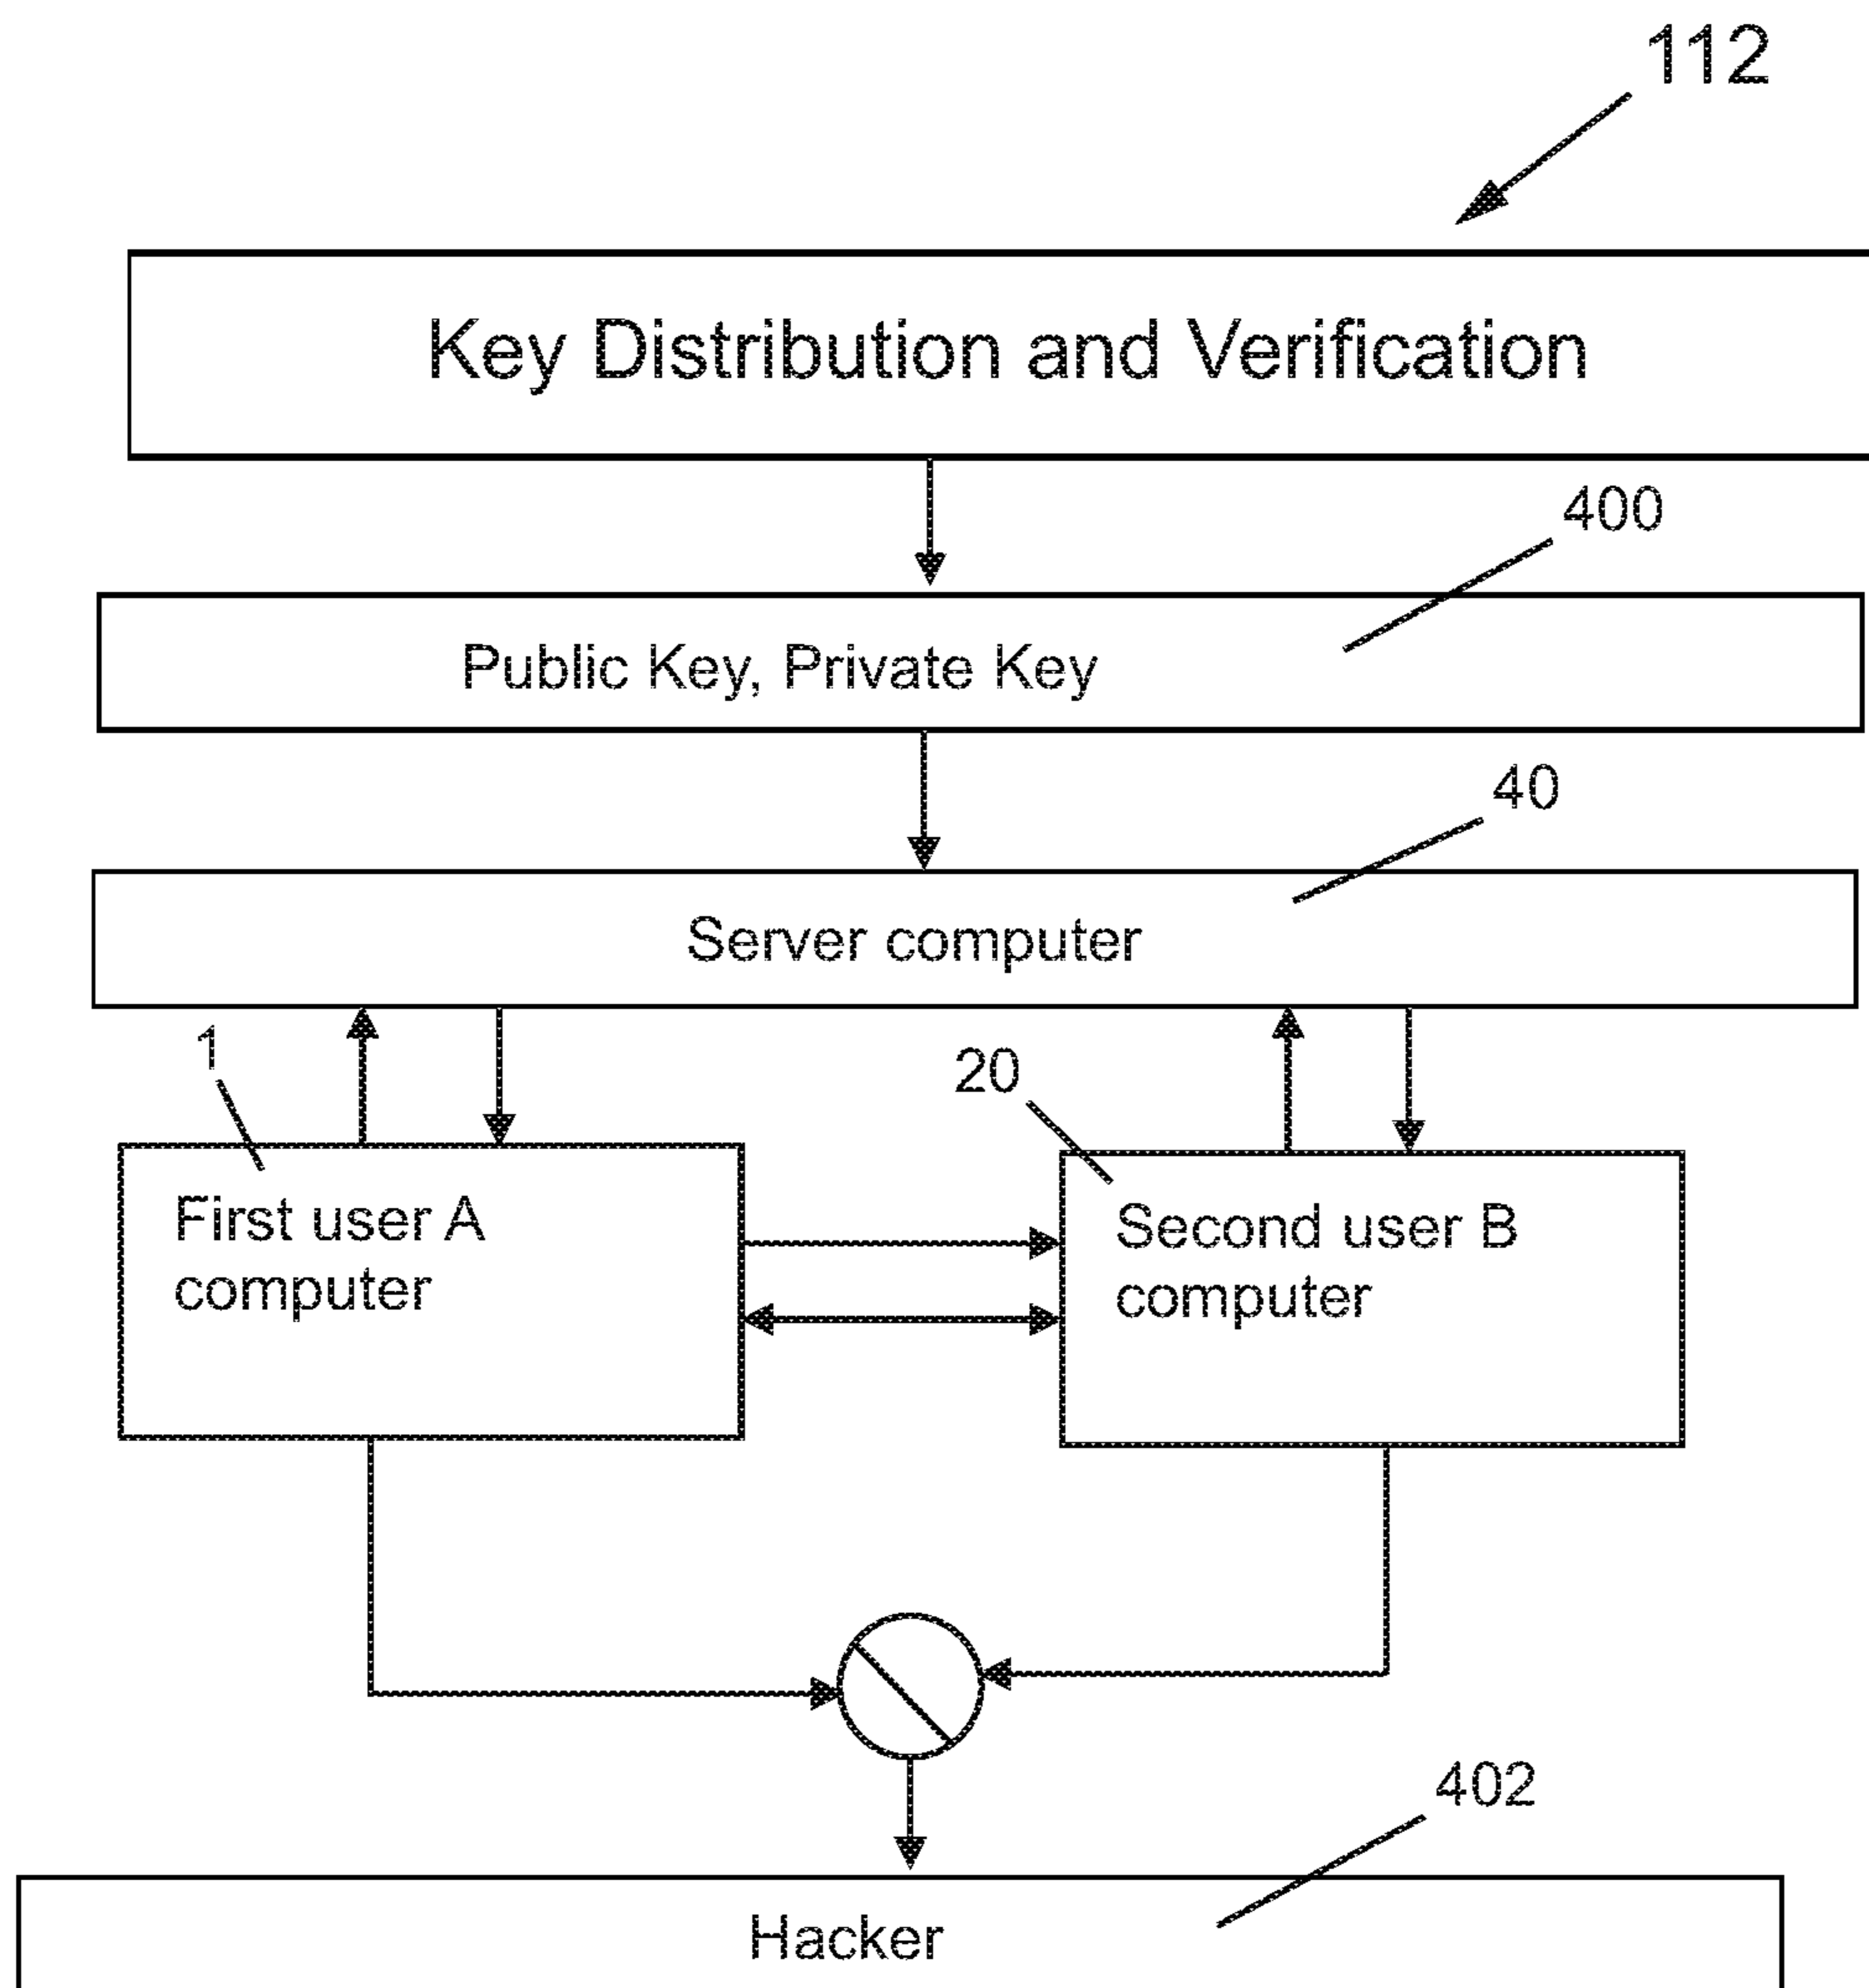 112
Key Distribution and Verification
400
Public Key, Private Key
40
Server computer
1
20
First user A
computer
Second user B
computer
402
Hacker